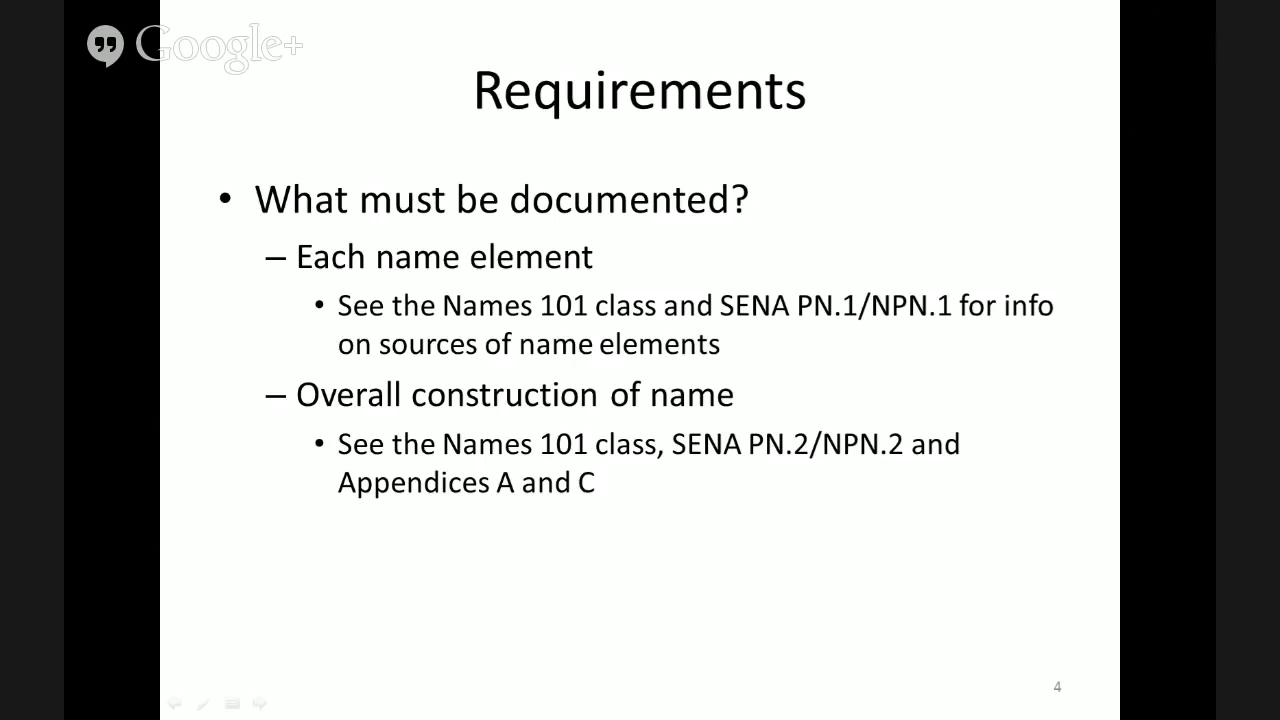 Google+
Requirements
• What must be documented?
– Each name element
• See the Names 101 class and SENA PN.1/NPN.1 for info
on sources of name elements
– Overall construction of name
• See the Names 101 class, SENA PN.2/NPN.2 and
Appendices A and C
4